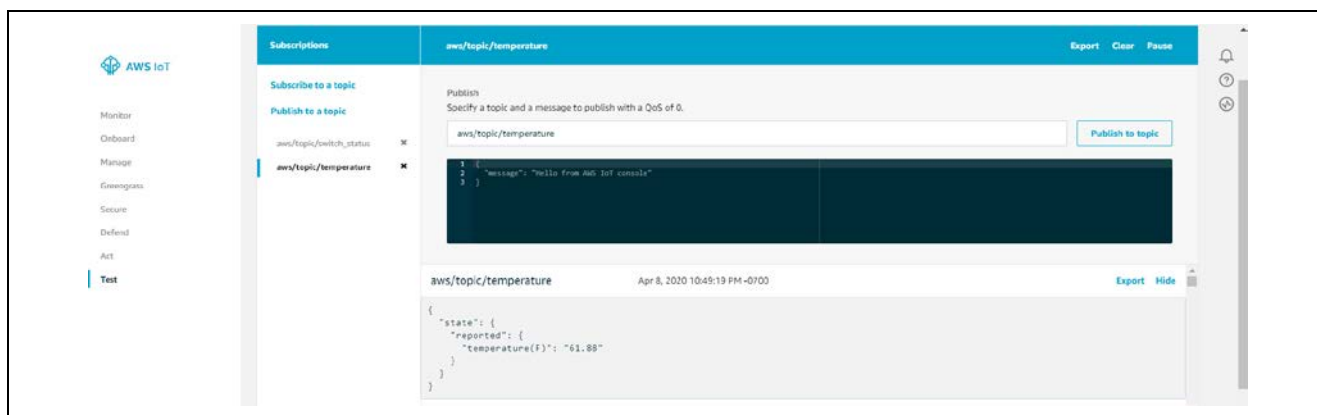 AWS IoT
Monitor
Onboard
Manage
Greengrass
Secure
Defend
Act
Test
Subscriptions
Subscribe to a topic
Publish to a topic
aws/topic/switch_status ×
aws/topic/temperature ×
aws/topic/temperature Export Clear Pause
Publish
Specify a topic and a message to publish with a QoS of 0.
aws/topic/temperature Publish to topic
1 {
2 "message": "Hello from AWS IoT console"
3 }
aws/topic/temperature Apr 8, 2020 10:49:19 PM -0700 Export Hide
{
"state": {
"reported": {
"temperature(F)": "61.88"
}
}
}